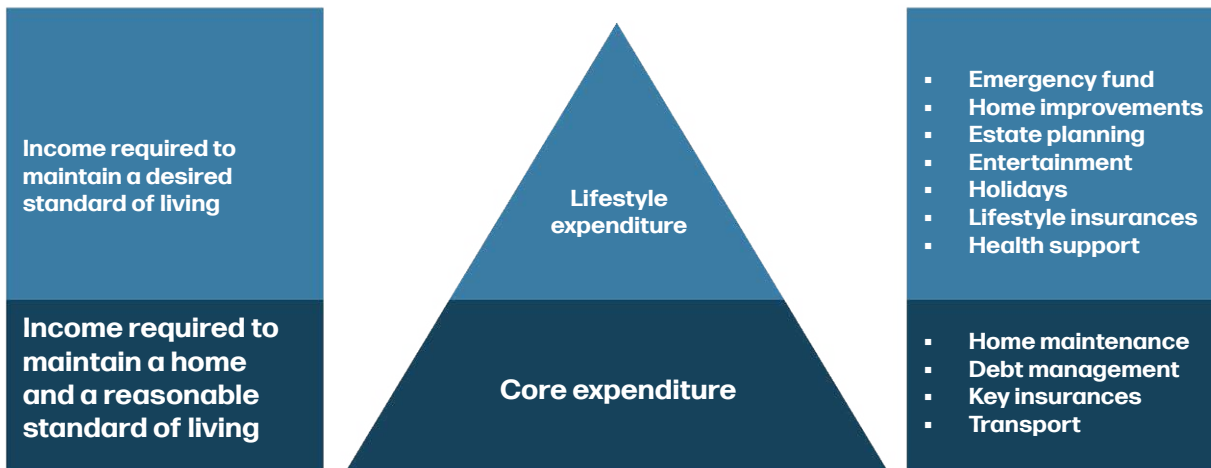 Income required to
maintain a desired
standard of living
Lifestyle
expenditure
▪ Emergency fund
▪ Home improvements
▪ Estate planning
▪ Entertainment
▪ Holidays
▪ Lifestyle insurances
▪ Health support
Income required to
maintain a home
and a reasonable
standard of living
Core expenditure
▪ Home maintenance
▪ Debt management
▪ Key insurances
▪ Transport